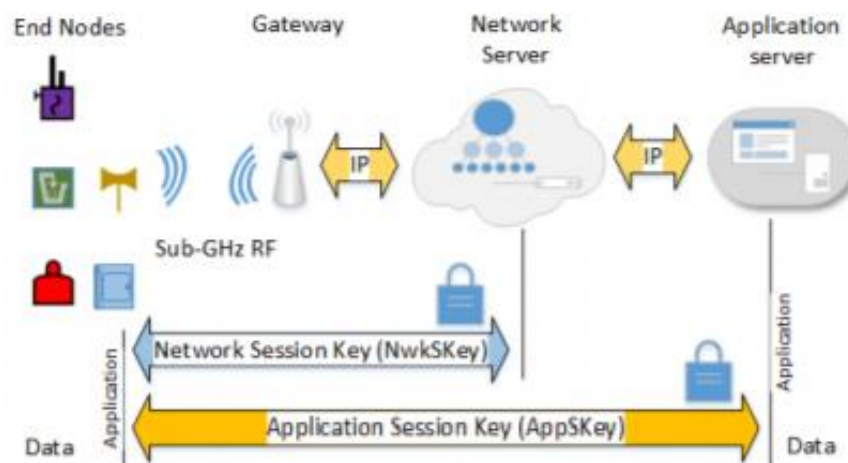 End Nodes
Gateway
Network
Server
Application
server
IP
IP
Sub-GHz RF
Network Session Key (NwkSKey)
Application Session Key (AppSKey)
Application
Application
Data
Data